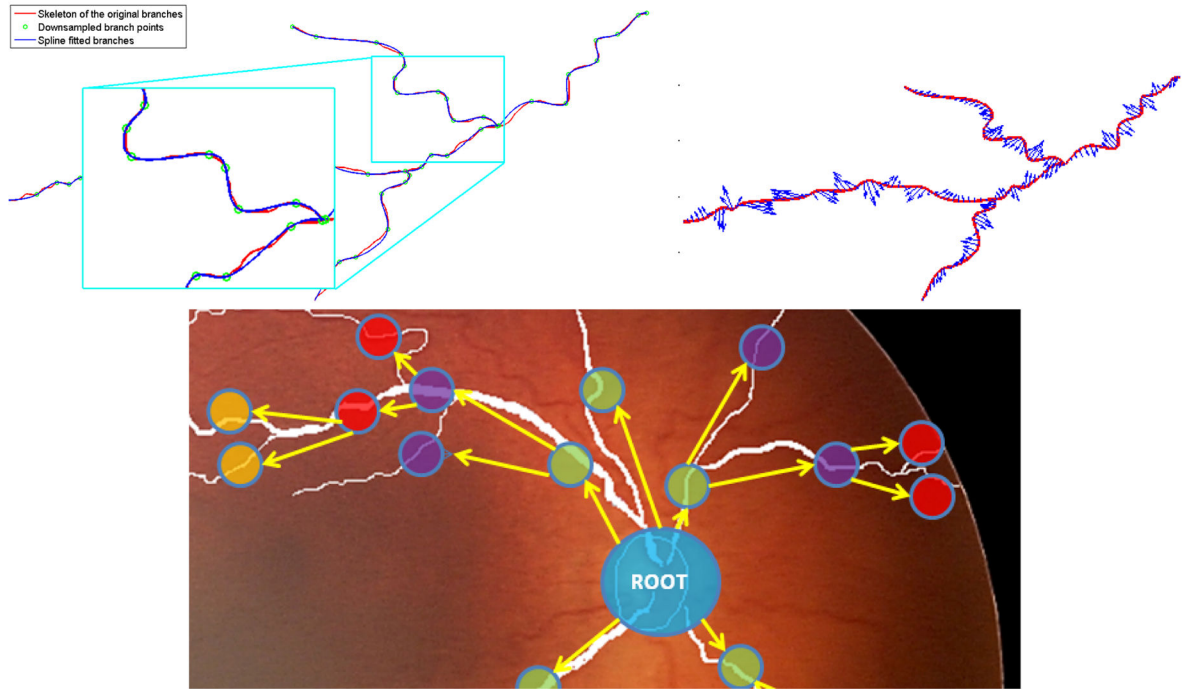 Skeleton of the original branches
Downsampled branch points
Spline fitted branches
ROOT